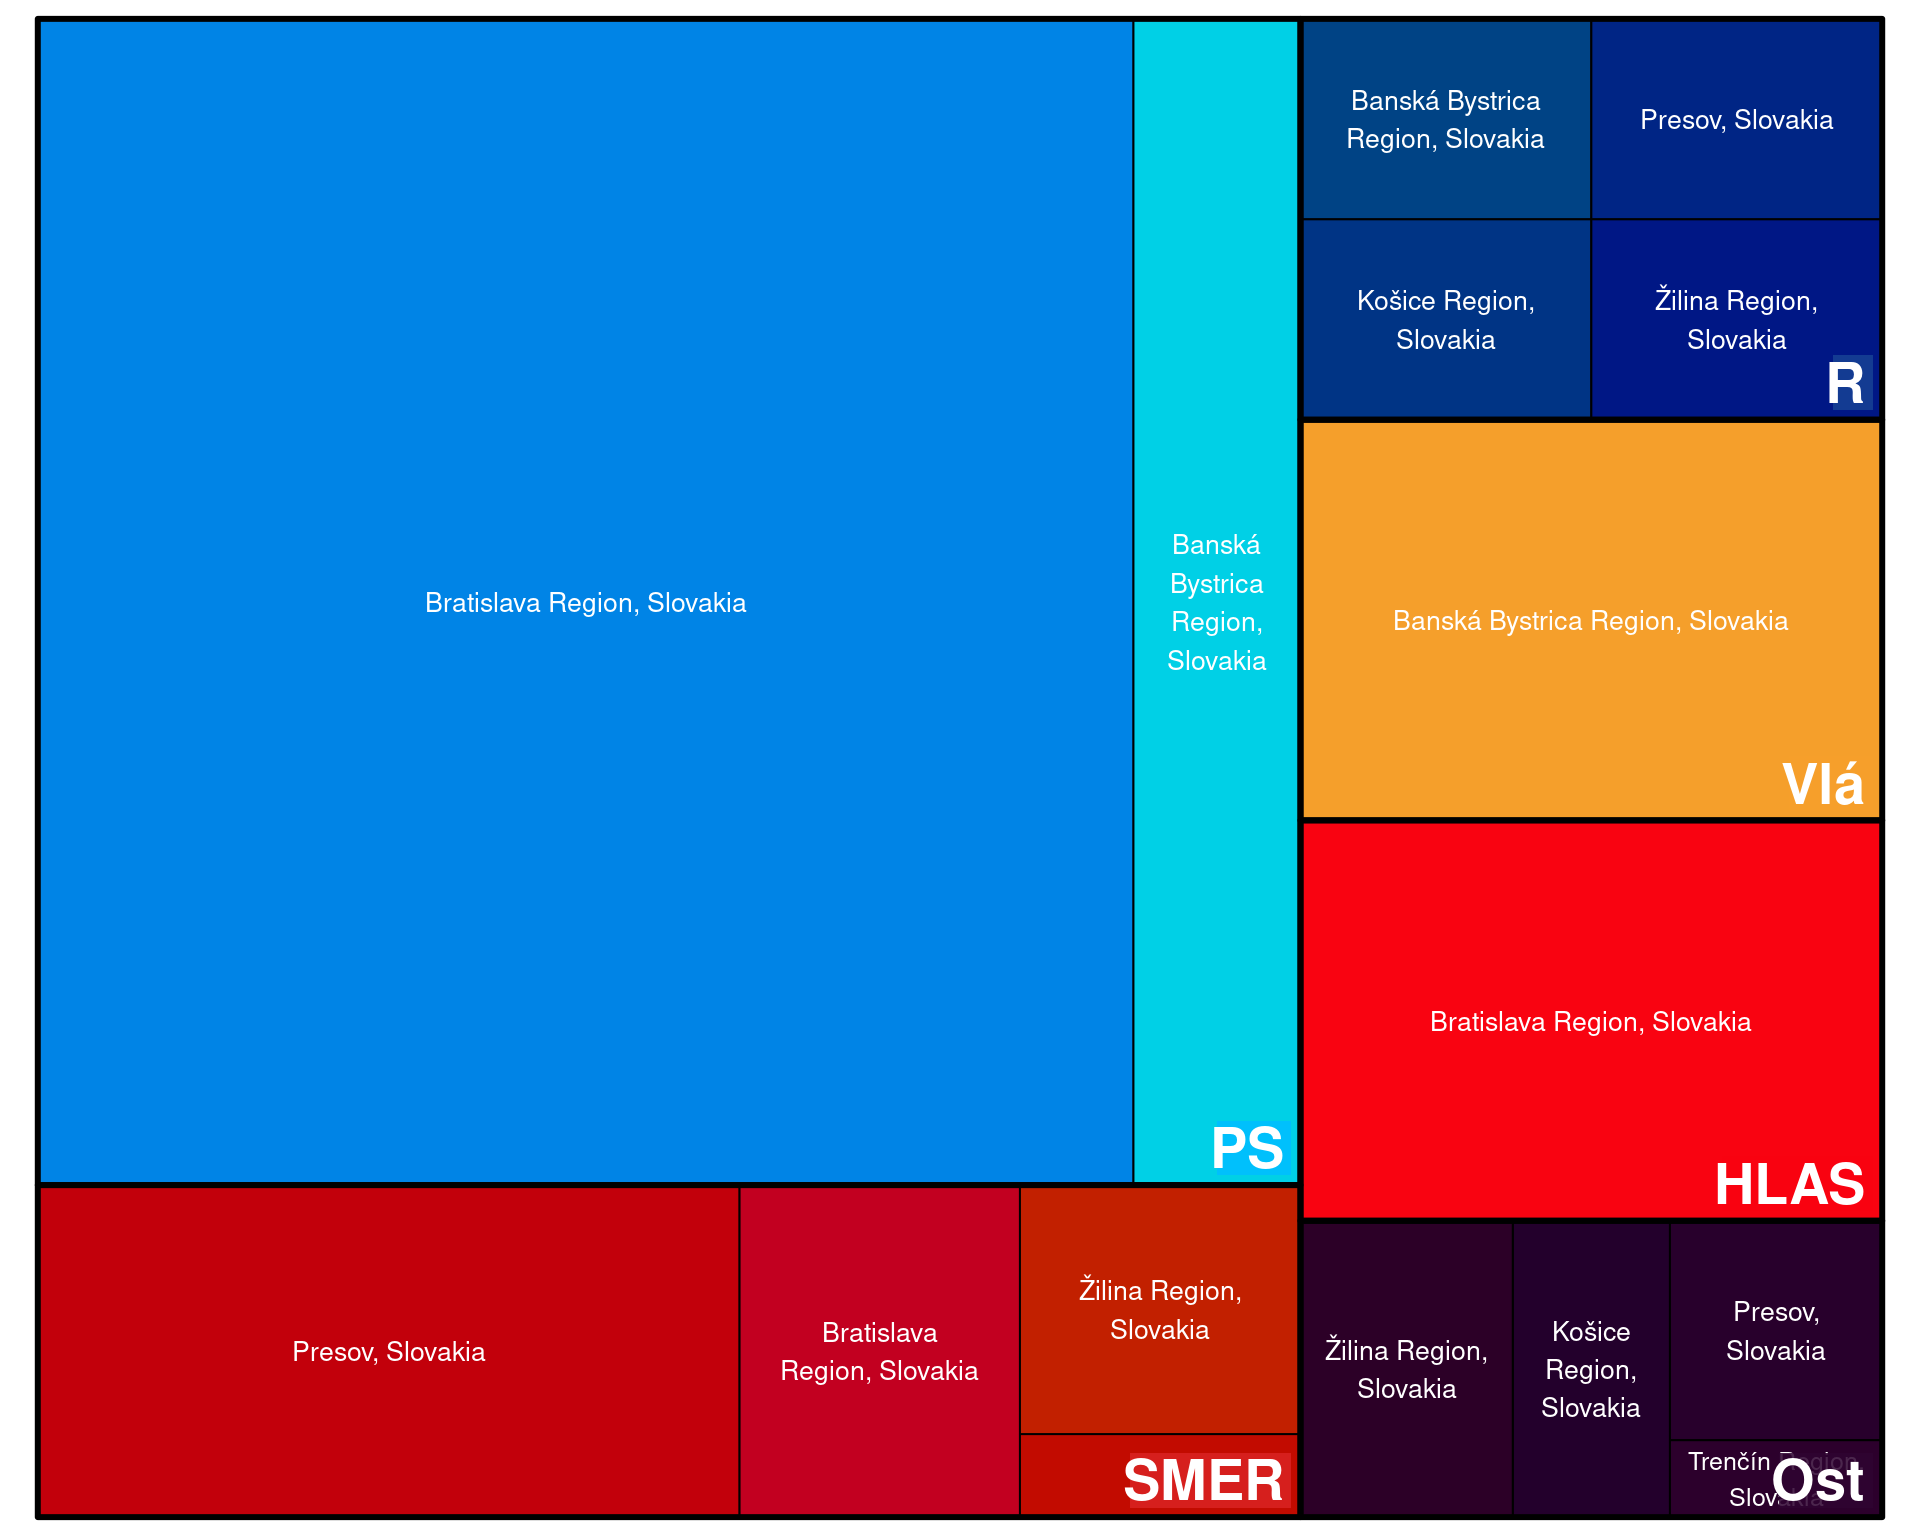 Bratislava Region, Slovakia
Banská
Bystrica
Region,
Slovakia
PS
Banská Bystrica
Region, Slovakia
Presov, Slovakia
Košice Region,
Slovakia
Žilina Region,
Slovakia
R
Banská Bystrica Region, Slovakia
Vlá
Bratislava Region, Slovakia
HLAS
Presov, Slovakia
Bratislava
Region, Slovakia
Žilina Region,
Slovakia
SMER
Žilina Region,
Slovakia
Košice
Region,
Slovakia
Presov,
Slovakia
Trenčín Region,
Slovakia
Ost